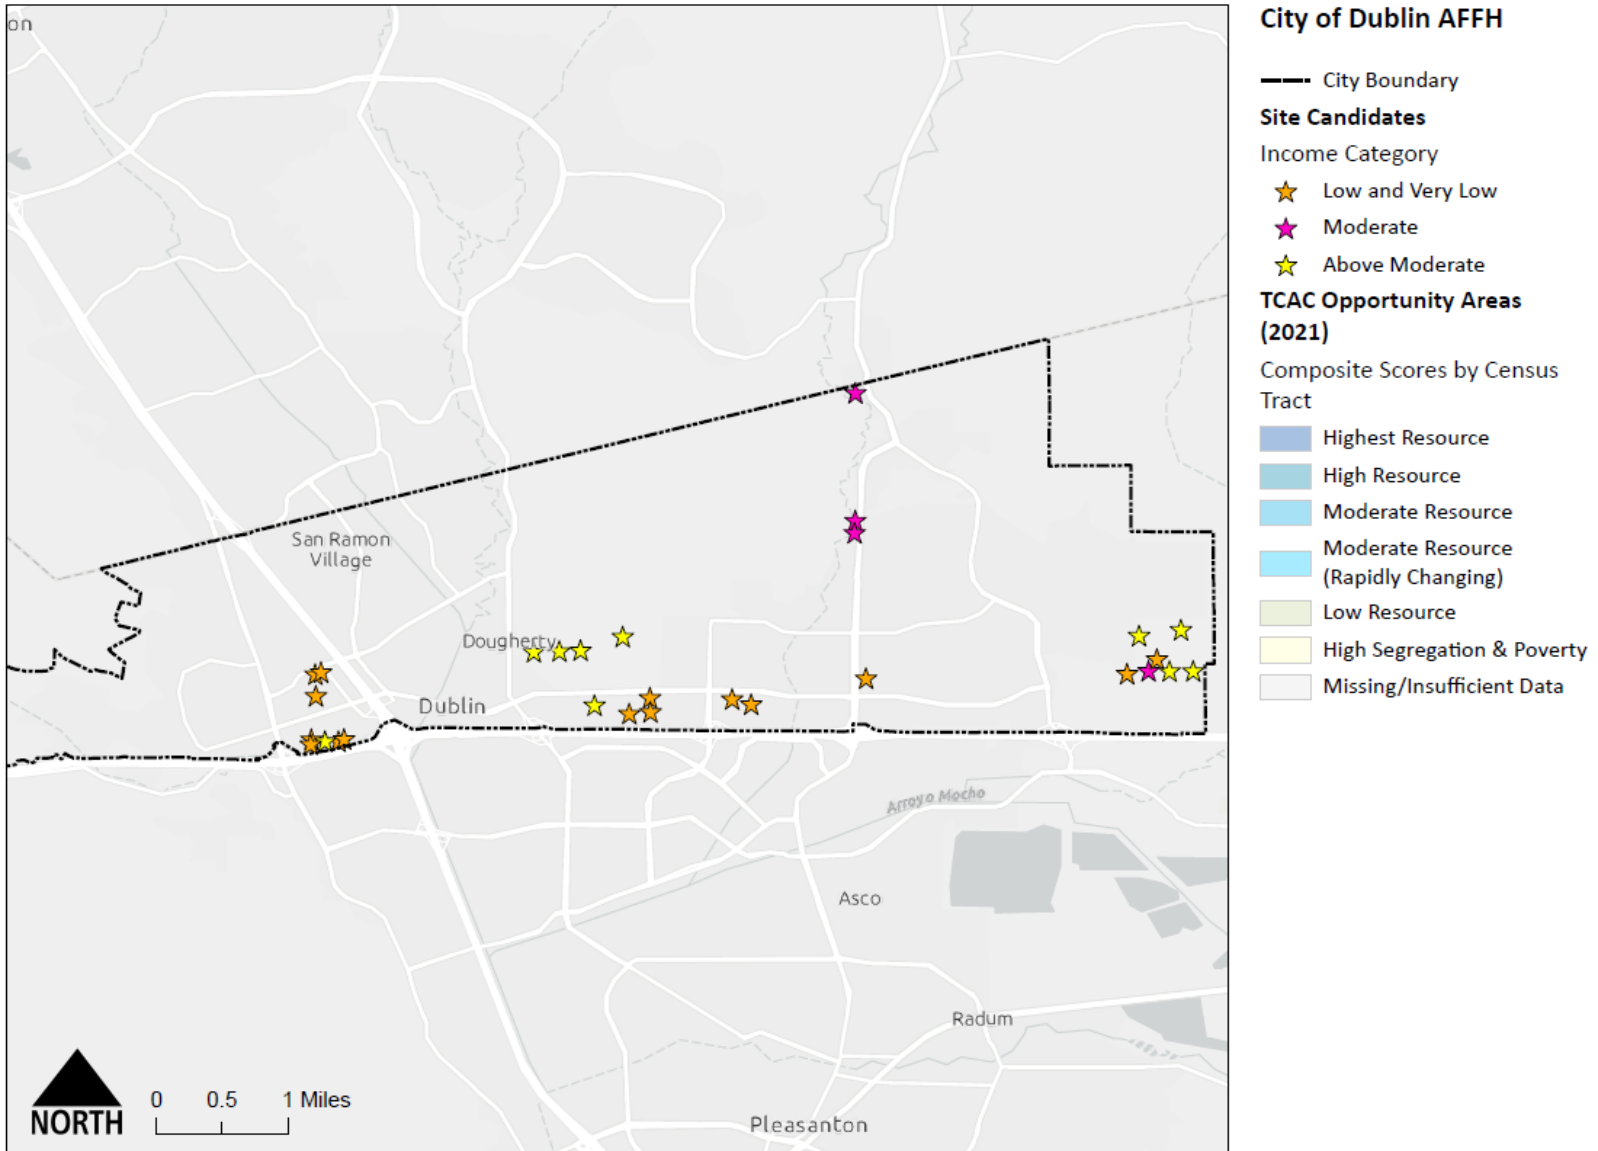 on
San Ramon
Village
Dougherty
Dublin
Arroyo Mocho
Asco
Radum
Pleasanton
NORTH
0 0.5 1 Miles
City of Dublin AFFH
City Boundary
Site Candidates
Income Category
Low and Very Low
Moderate
Above Moderate
TCAC Opportunity Areas
(2021)
Composite Scores by Census
Tract
Highest Resource
High Resource
Moderate Resource
Moderate Resource
(Rapidly Changing)
Low Resource
High Segregation & Poverty
Missing/Insufficient Data